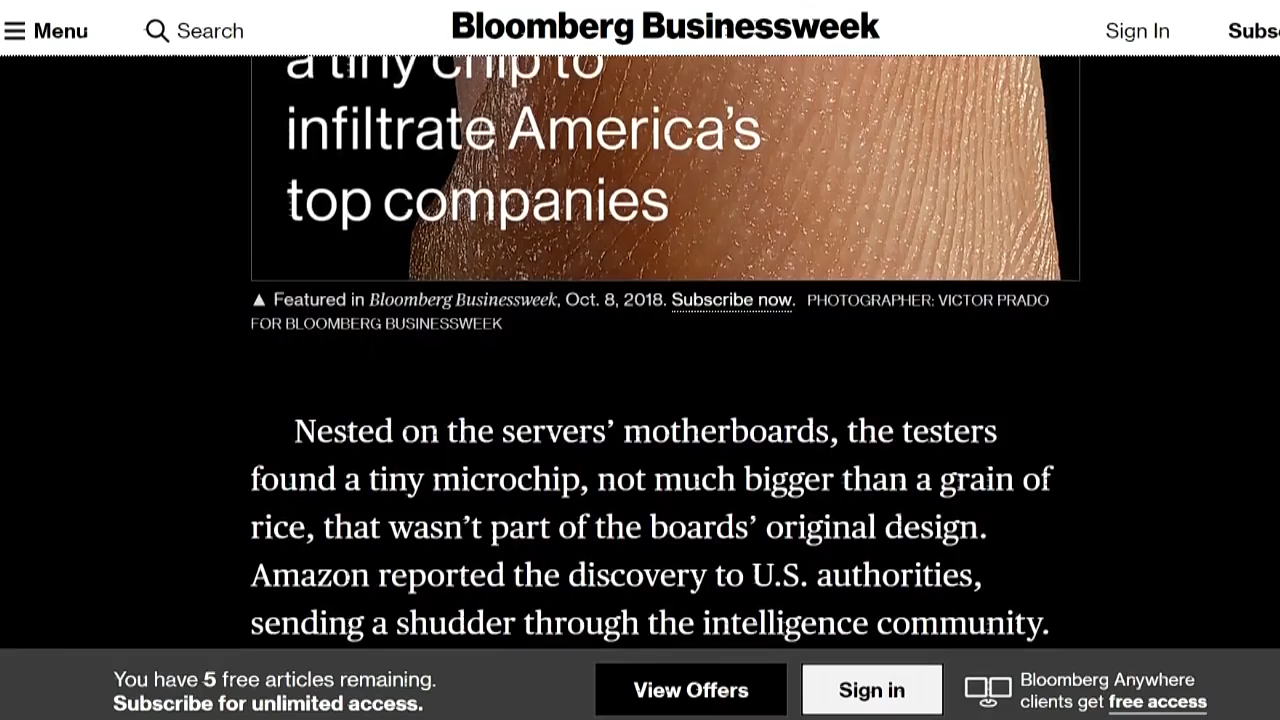 Menu
Search
Bloomberg Businessweek
Sign In
Subs
a tiny chip to
infiltrate America's
top companies
▲ Featured in Bloomberg Businessweek, Oct. 8, 2018. Subscribe now. PHOTOGRAPHER: VICTOR PRADO
FOR BLOOMBERG BUSINESSWEEK
Nested on the servers' motherboards, the testers
found a tiny microchip, not much bigger than a grain of
rice, that wasn't part of the boards' original design.
Amazon reported the discovery to U.S. authorities,
sending a shudder through the intelligence community.
You have 5 free articles remaining.
Subscribe for unlimited access.
View Offers
Sign in
Bloomberg Anywhere
clients get free access